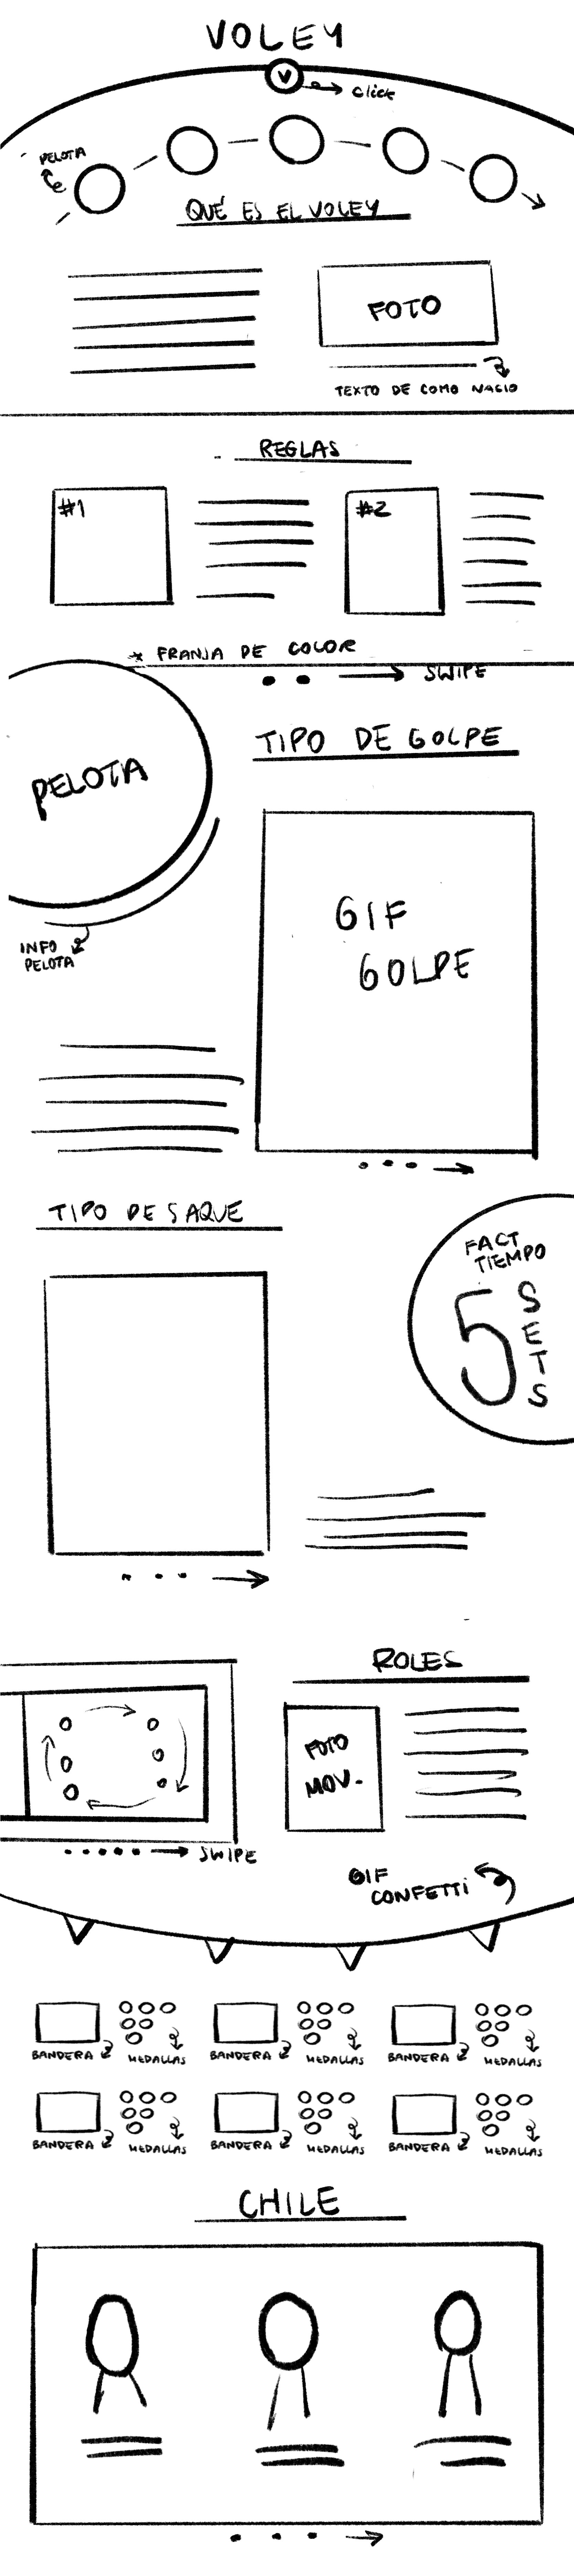 VOLEY
V
click
PELOTA
QUÉ ES EL VOLEY
FOTO
TEXTO DE COMO NACIO
REGLAS
#1
#2
* FRANJA DE COLOR
SWIPE
TIPO DE GOLPE
PELOTA
GIF
GOLPE
INFO
PELOTA
TIPO DE SAQUE
FACT
TIEMPO
5
SETS
ROLES
FOTO
MOV.
SWIPE
GIF
CONFETTI
BANDERA MEDALLAS BANDERA MEDALLAS BANDERA MEDALLAS
BANDERA MEDALLAS BANDERA MEDALLAS BANDERA MEDALLAS
CHILE